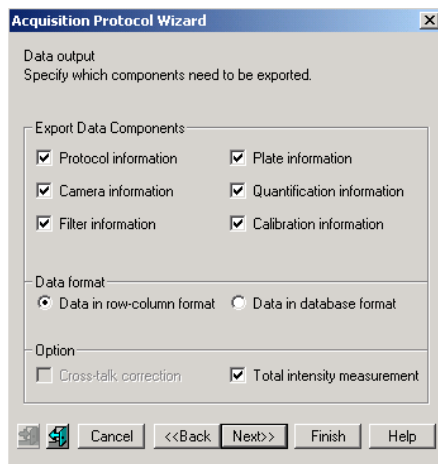 Acquisition Protocol Wizard
Data output
Specify which components need to be exported.
Export Data Components
Protocol information
Plate information
Camera information
Quantification information
Filter information
Calibration information
Data format
Data in row-column format
Data in database format
Option
Cross-talk correction
Total intensity measurement
Cancel
<<Back
Next>>
Finish
Help